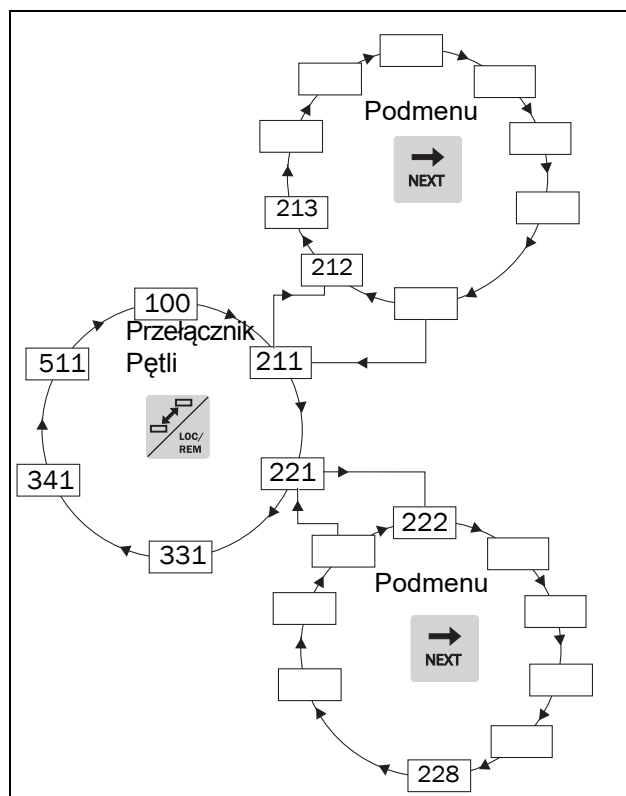 Podmenu
NEXT
213
212
100
Przełącznik
Pętli
511
211
LOC/
REM
341
221
222
331
Podmenu
NEXT
228